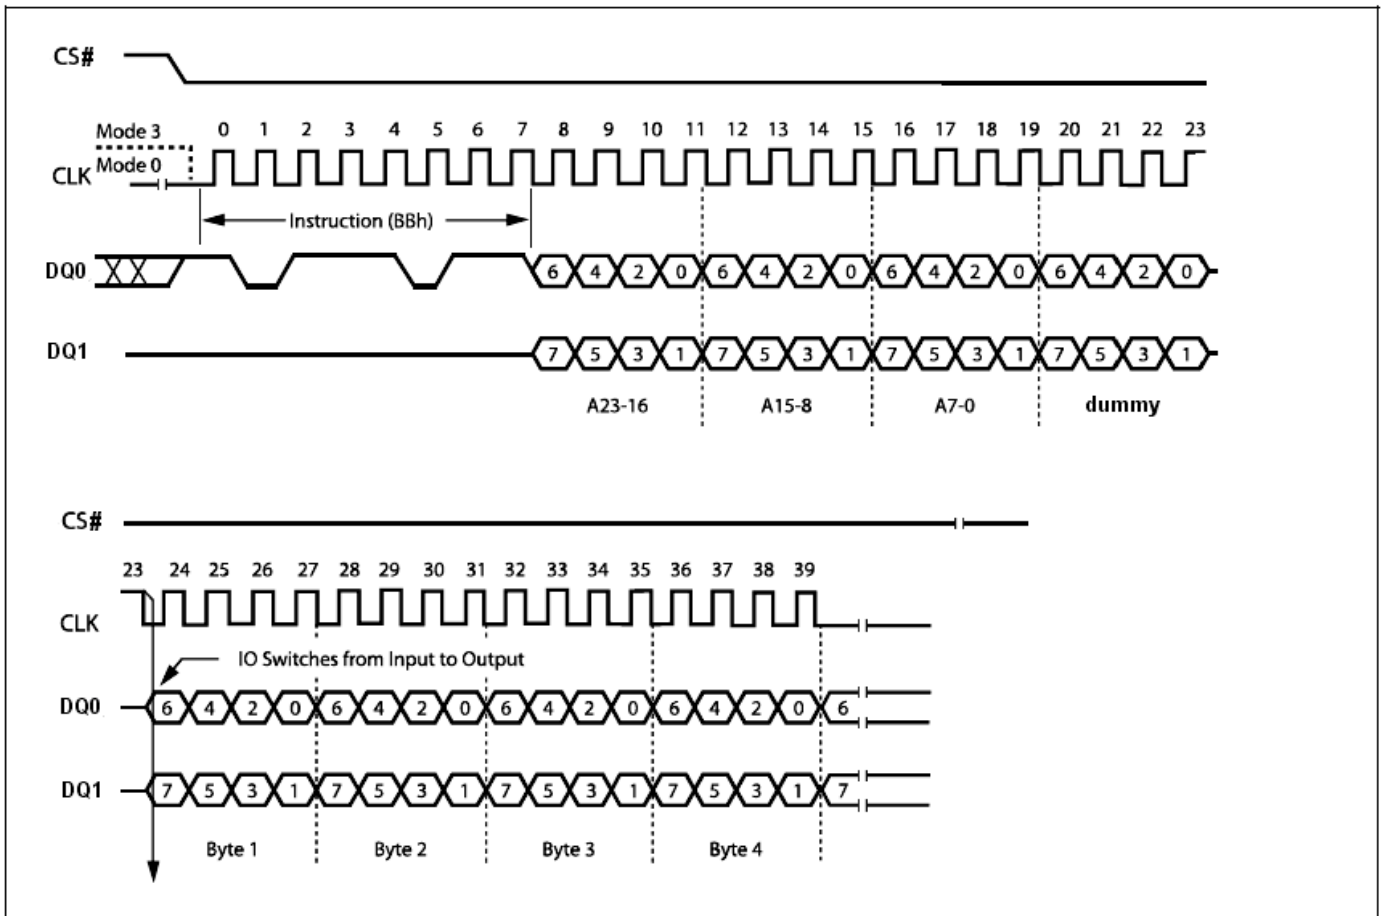 CS#
0 1 2 3 4 5 6 7 8 9 10 11 12 13 14 15 16 17 18 19 20 21 22 23
Mode 3
Mode 0
CLK
Instruction (BBh)
DQ0 6 4 2 0 6 4 2 0 6 4 2 0 6 4 2 0
DQ1 7 5 3 1 7 5 3 1 7 5 3 1 7 5 3 1
A23-16 A15-8 A7-0 dummy
CS#
23 24 25 26 27 28 29 30 31 32 33 34 35 36 37 38 39
CLK
IO Switches from Input to Output
DQ0 6 4 2 0 6 4 2 0 6 4 2 0 6 4 2 0 6
DQ1 7 5 3 1 7 5 3 1 7 5 3 1 7 5 3 1 7
Byte 1 Byte 2 Byte 3 Byte 4